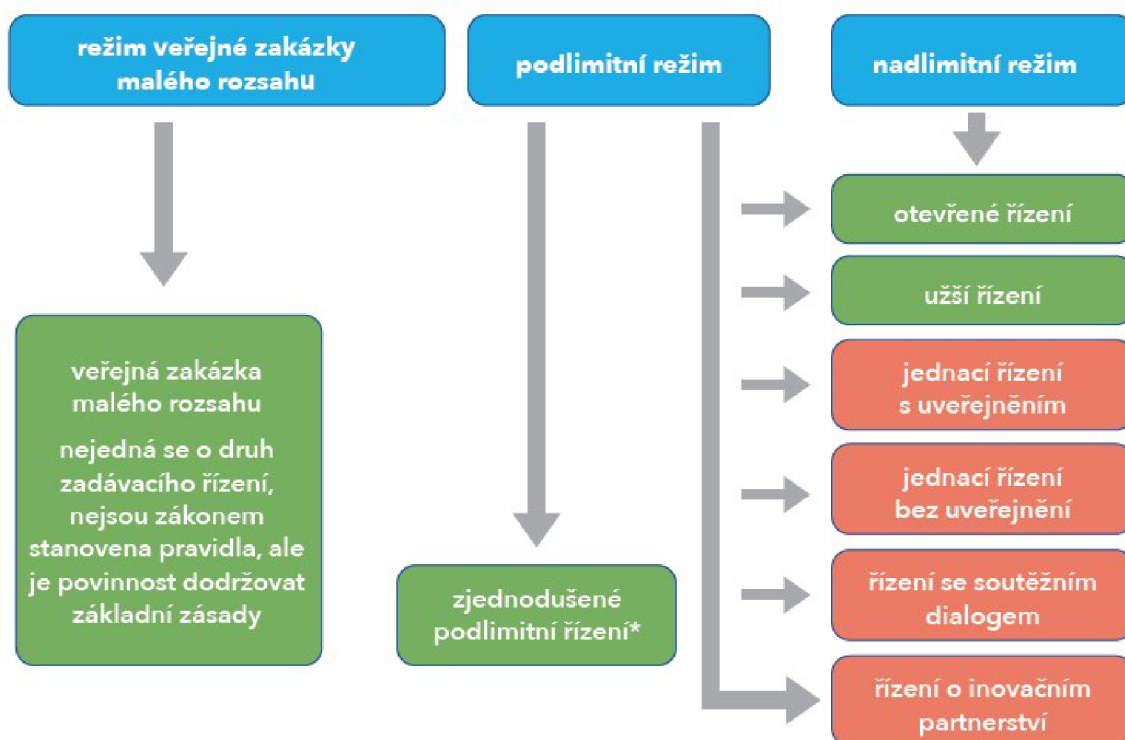 režim veřejné zakázky
malého rozsahu
podlimitní režim
nadlimitní režim
veřejná zakázka
malého rozsahu
nejedná se o druh
zadávacího řízení,
nejsou zákonem
stanovena pravidla, ale
je povinnost dodržovat
základní zásady
zjednodušené
podlimitní řízení*
otevřené řízení
užší řízení
jednací řízení
s uveřejněním
jednací řízení
bez uveřejnění
řízení se soutěžním
dialogem
řízení o inovačním
partnerství